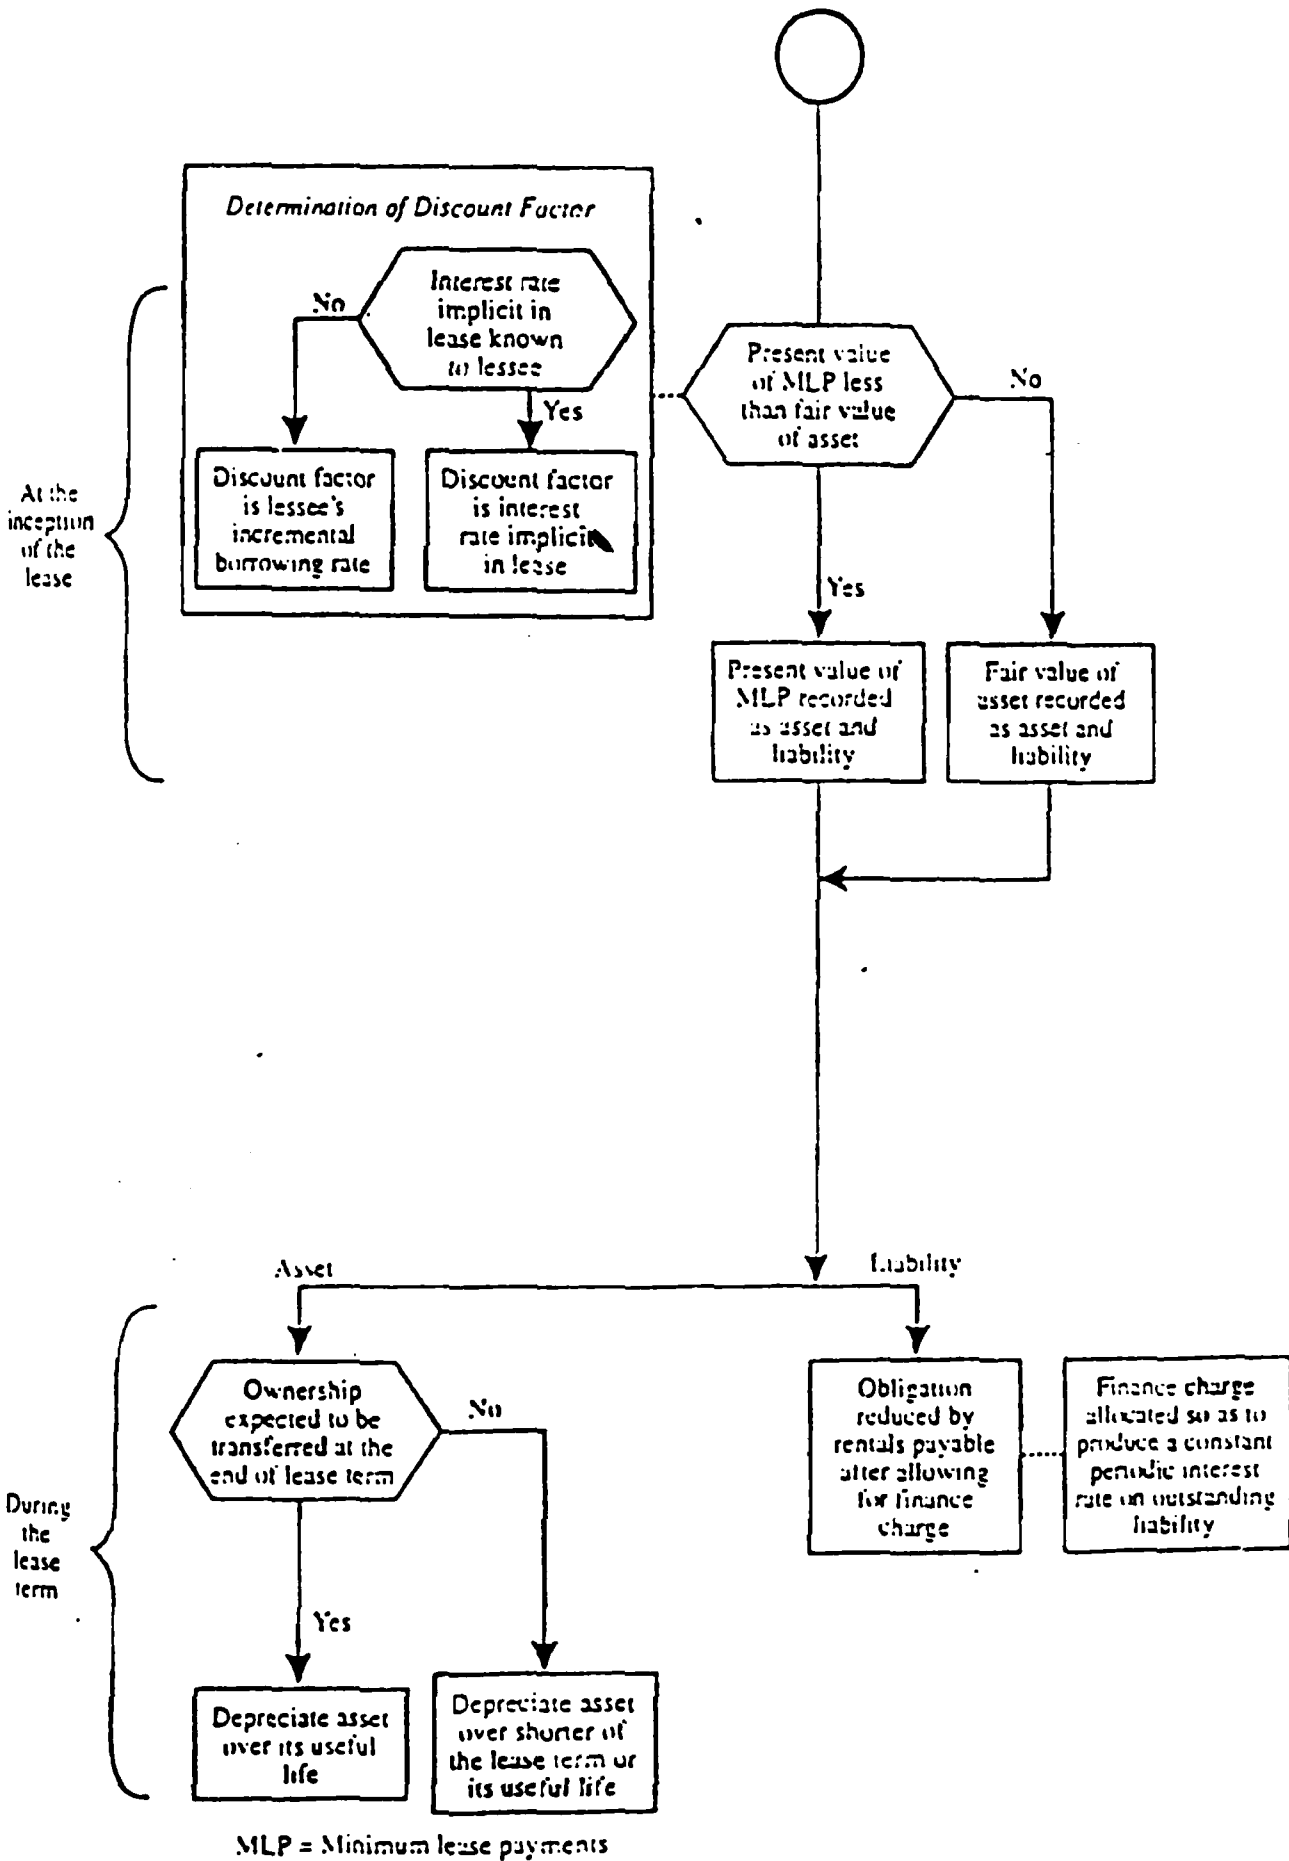 Determination of Discount Factor
Interest rate
implicit in
lease known
to lessee
No
Yes
Discount factor
is lessee's
incremental
borrowing rate
Discount factor
is interest
rate implicit
in lease
At the
inception
of the
lease
Present value
of MLP less
than fair value
of asset
No
Yes
Present value of
MLP recorded
as asset and
liability
Fair value of
asset recorded
as asset and
liability
Asset
Liability
During
the
lease
term
Ownership
expected to be
transferred at the
end of lease term
No
Yes
Depreciate asset
over its useful
life
Depreciate asset
over shorter of
the lease term or
its useful life
Obligation
reduced by
rentals payable
after allowing
for finance
charge
Finance charge
allocated so as to
produce a constant
periodic interest
rate on outstanding
liability
MLP = Minimum lease payments